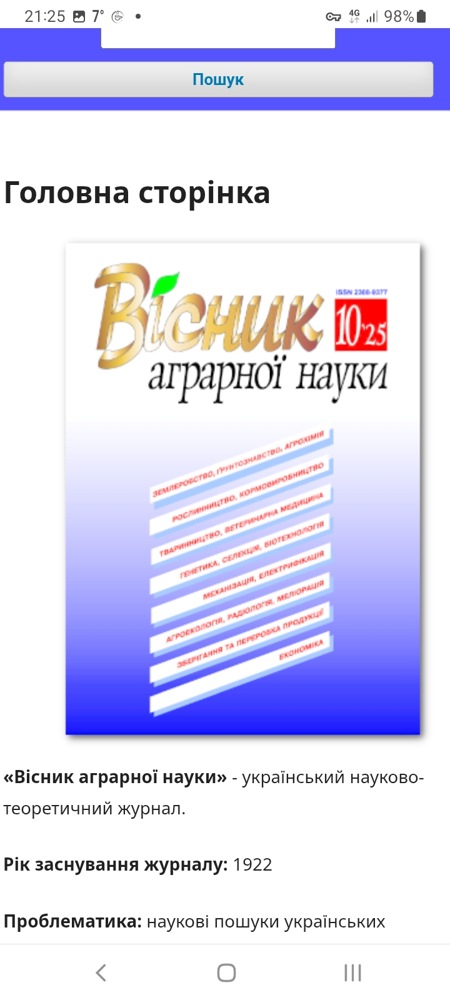 21:25 7° 4G 98%
Пошук
Головна сторінка
Вісник
ISSN 2308-9377
10'25
аграрної науки
ЗЕМЛЕРОБСТВО, ҐРУНТОЗНАВСТВО, АГРОХІМІЯ
РОСЛИННИЦТВО, КОРМОВИРОБНИЦТВО
ТВАРИННИЦТВО, ВЕТЕРИНАРНА МЕДИЦИНА
ГЕНЕТИКА, СЕЛЕКЦІЯ, БІОТЕХНОЛОГІЯ
МЕХАНІЗАЦІЯ, ЕЛЕКТРИФІКАЦІЯ
АГРОЕКОЛОГІЯ, РАДІОЛОГІЯ, МЕЛІОРАЦІЯ
ЗБЕРІГАННЯ ТА ПЕРЕРОБКА ПРОДУКЦІЇ
ЕКОНОМІКА
«Вісник аграрної науки» - український науково-
теоретичний журнал.
Рік заснування журналу: 1922
Проблематика: наукові пошуки українських